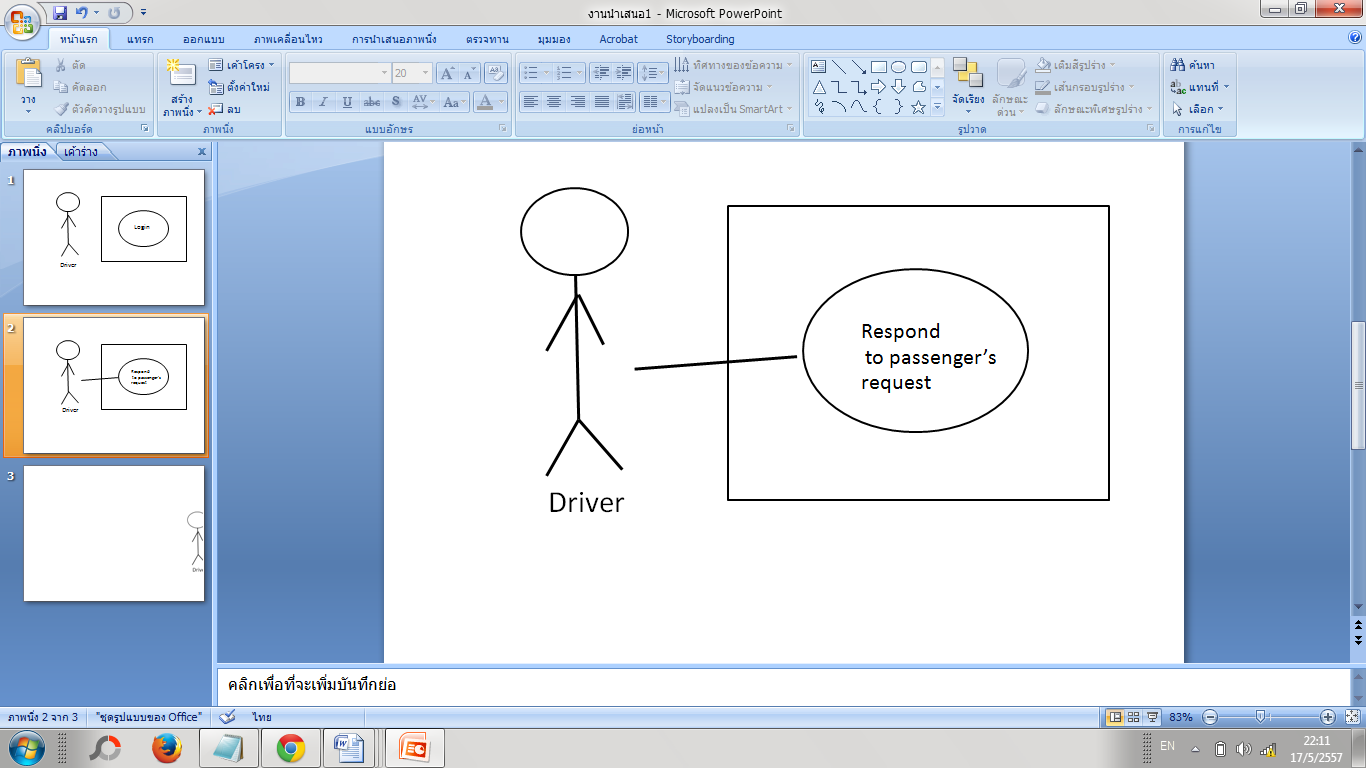 งานนำเสนอ1 - Microsoft PowerPoint
หน้าแรก แทรก ออกแบบ ภาพเคลื่อนไหว การนำเสนอภาพนิ่ง ตรวจทาน มุมมอง Acrobat Storyboarding
วาง
ตัด
คัดลอก
ตัวคัดวางรูปแบบ
คลิปบอร์ด
สร้าง
ภาพนิ่ง
เค้าโครง
ตั้งค่าใหม่
ลบ
ภาพนิ่ง
20
B I U abc S AV Aa A
แบบอักษร
ทิศทางของข้อความ
จัดแนวข้อความ
แปลงเป็น SmartArt
ย่อหน้า
จัดเรียง
ลักษณะ
ด่วน
เติมสีรูปร่าง
เส้นกรอบรูปร่าง
ลักษณะพิเศษรูปร่าง
รูปวาด
ค้นหา
แทนที่
เลือก
การแก้ไข
ภาพนิ่ง เค้าร่าง x
1
Login
Driver
2
Respond
to passenger's
request
Driver
3
Respond
to passenger’s
request
Driver
คลิกเพื่อที่จะเพิ่มบันทึกย่อ
ภาพนิ่ง 2 จาก 3 "ชุดรูปแบบของ Office" ไทย 83%
EN
22:11
17/5/2557